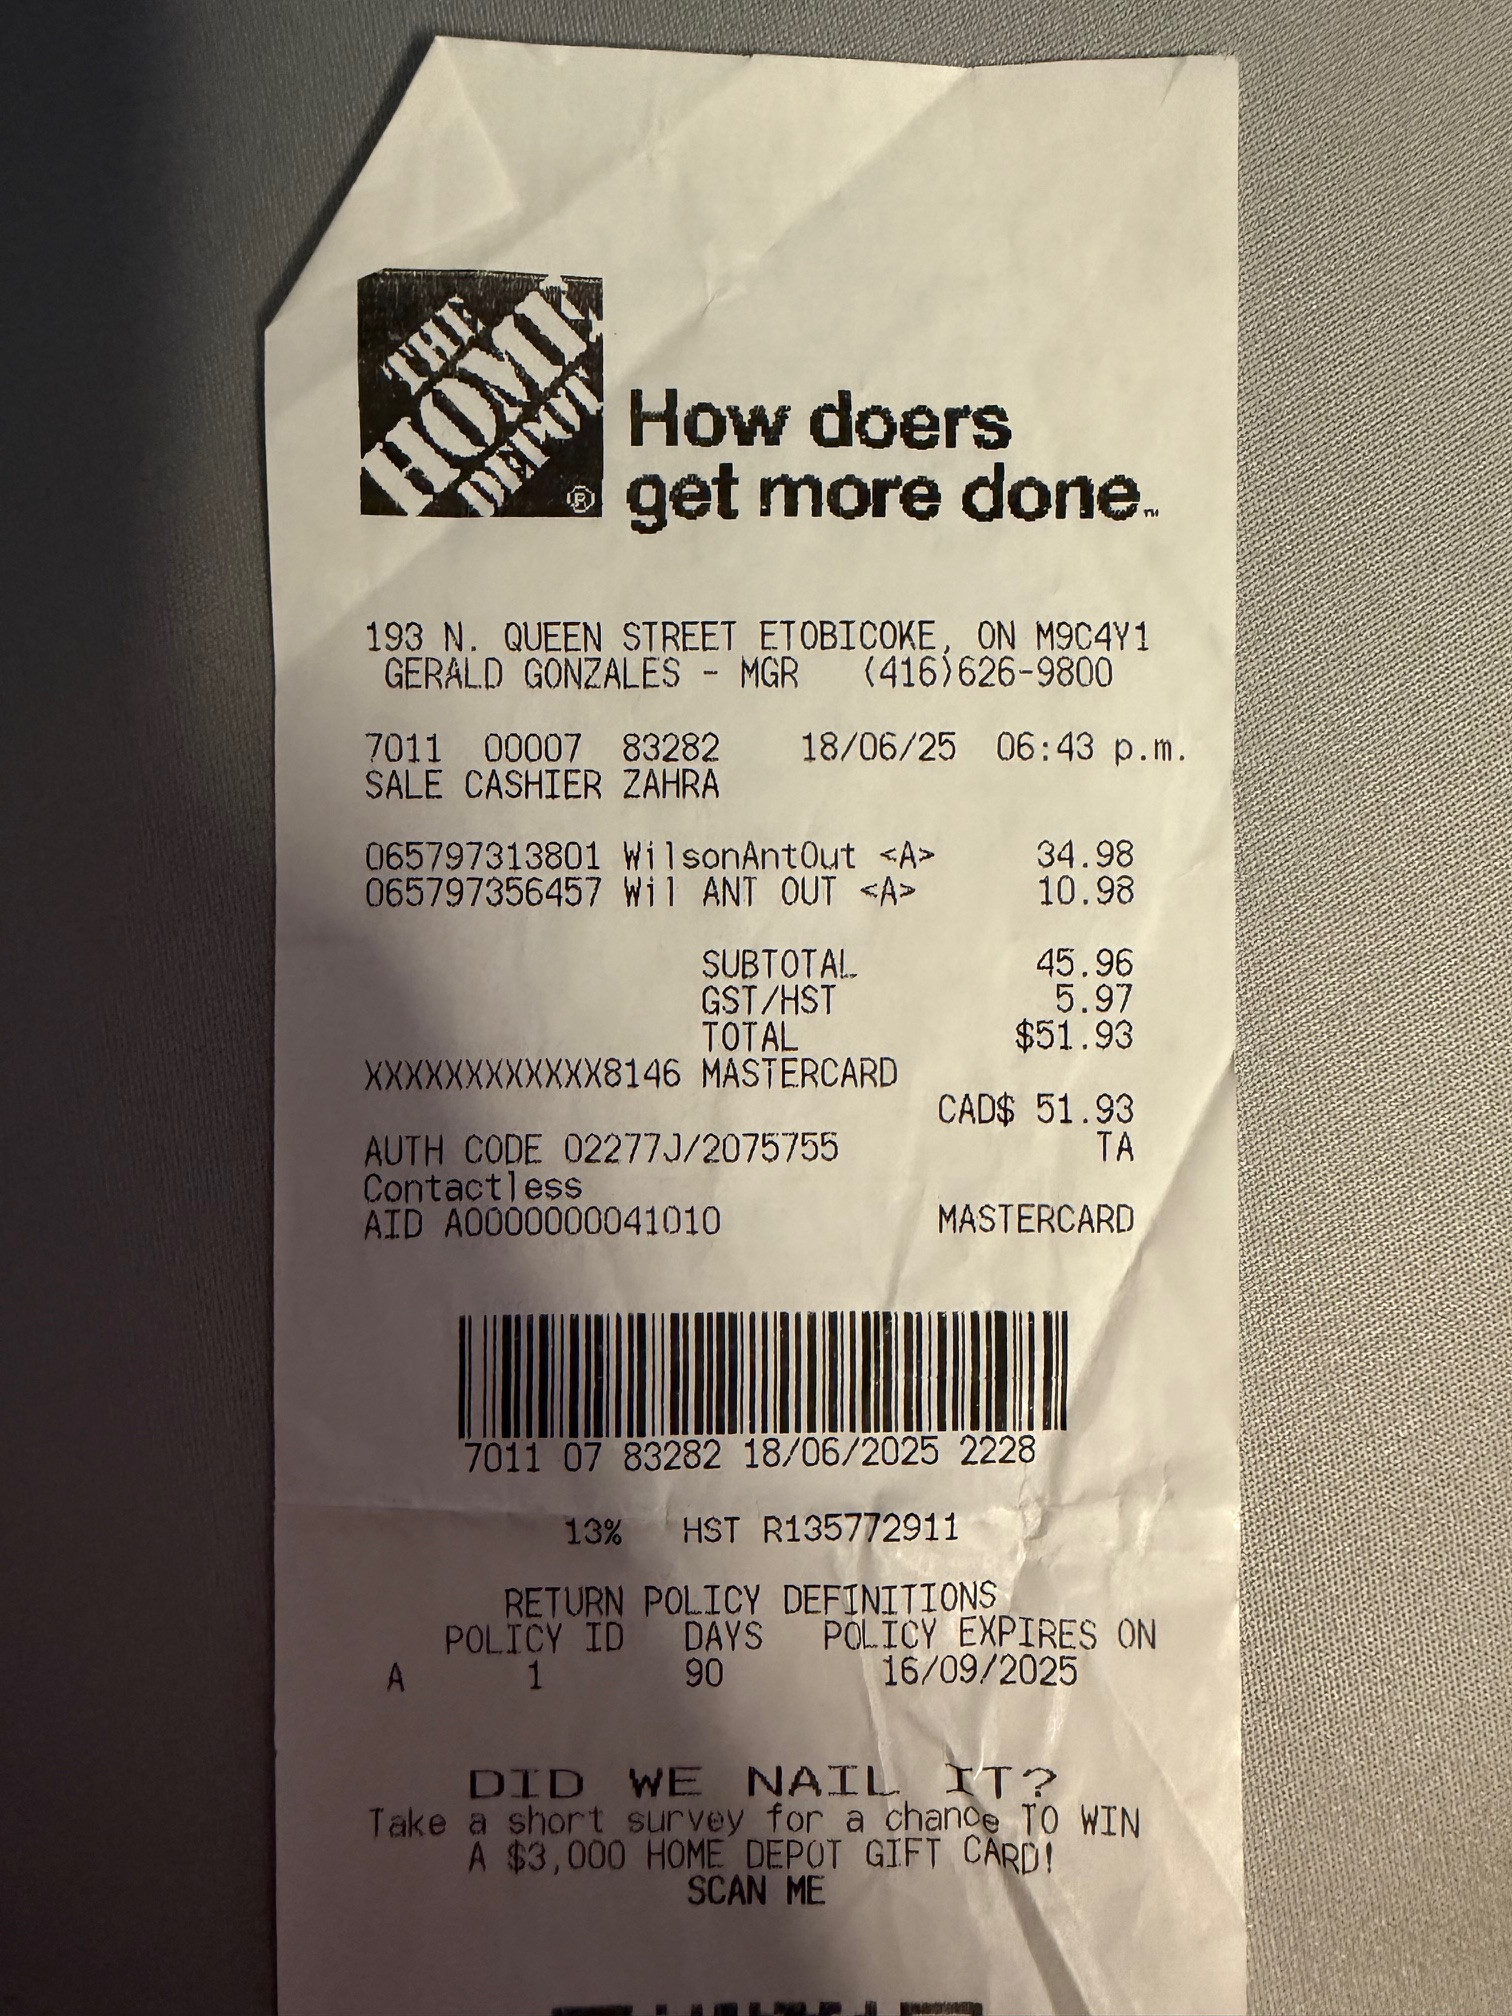 THE
HOME
DEPOT
®
How doers
get more done.™
193 N. QUEEN STREET ETOBICOKE, ON M9C4Y1
GERALD GONZALES - MGR (416)626-9800
7011 00007 83282 18/06/25 06:43 p.m.
SALE CASHIER ZAHRA
065797313801 WilsonAntOut <A> 34.98
065797356457 Wil ANT OUT <A> 10.98
SUBTOTAL 45.96
GST/HST 5.97
TOTAL $51.93
XXXXXXXXXXXX8146 MASTERCARD
CAD$ 51.93
AUTH CODE 02277J/2075755 TA
Contactless
AID A0000000041010 MASTERCARD
7011 07 83282 18/06/2025 2228
13% HST R135772911
RETURN POLICY DEFINITIONS
POLICY ID DAYS POLICY EXPIRES ON
A 1 90 16/09/2025
DID WE NAIL IT?
Take a short survey for a chance TO WIN
A $3,000 HOME DEPOT GIFT CARD!
SCAN ME